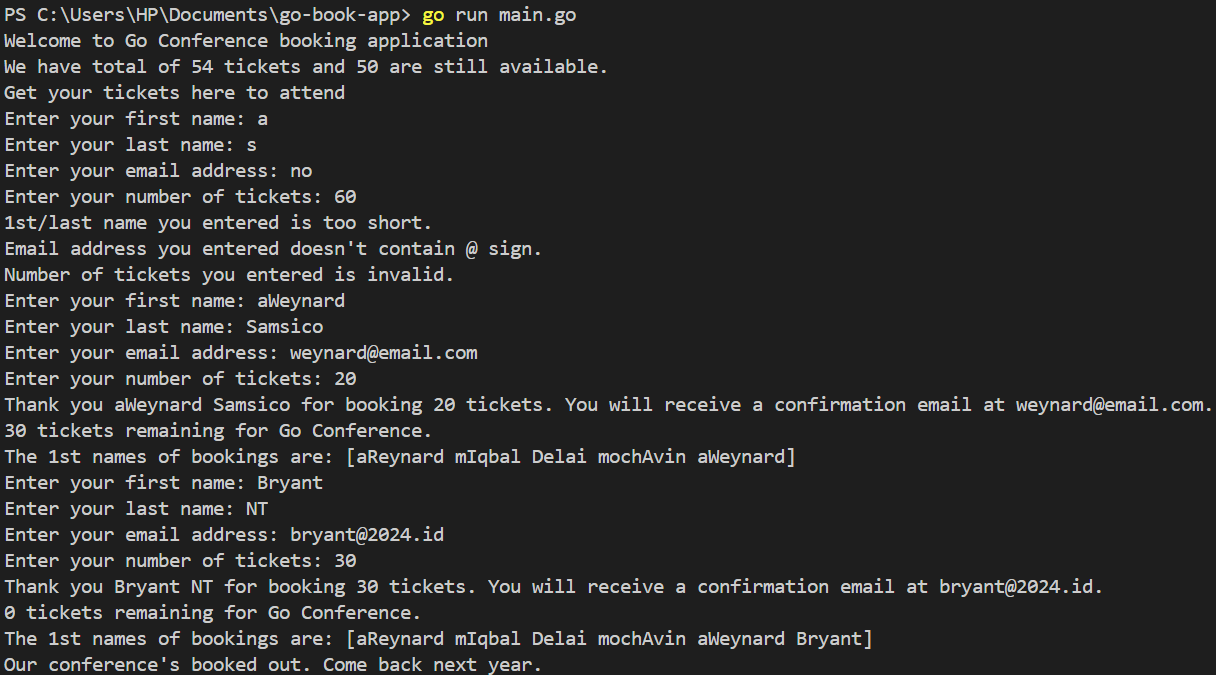 PS C:\Users\HP\Documents\go-book-app> go run main.go
Welcome to Go Conference booking application
We have total of 54 tickets and 50 are still available.
Get your tickets here to attend
Enter your first name: a
Enter your last name: s
Enter your email address: no
Enter your number of tickets: 60
1st/last name you entered is too short.
Email address you entered doesn't contain @ sign.
Number of tickets you entered is invalid.
Enter your first name: aWeynard
Enter your last name: Samsico
Enter your email address: weynard@email.com
Enter your number of tickets: 20
Thank you aWeynard Samsico for booking 20 tickets. You will receive a confirmation email at weynard@email.com.
30 tickets remaining for Go Conference.
The 1st names of bookings are: [aReynard mIqbal Delai mochAvin aWeynard]
Enter your first name: Bryant
Enter your last name: NT
Enter your email address: bryant@2024.id
Enter your number of tickets: 30
Thank you Bryant NT for booking 30 tickets. You will receive a confirmation email at bryant@2024.id.
0 tickets remaining for Go Conference.
The 1st names of bookings are: [aReynard mIqbal Delai mochAvin aWeynard Bryant]
Our conference's booked out. Come back next year.